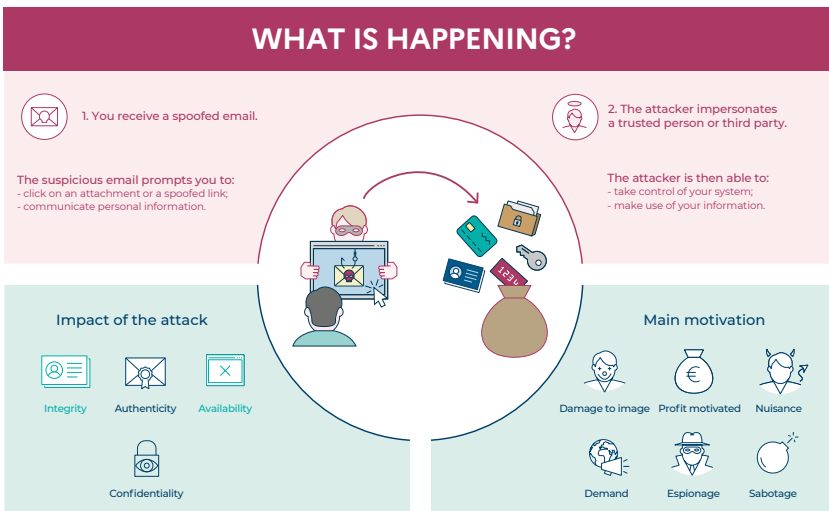 WHAT IS HAPPENING?
1. You receive a spoofed email.
The suspicious email prompts you to:
- click on an attachment or a spoofed link;
- communicate personal information.
2. The attacker impersonates
a trusted person or third party.
The attacker is then able to:
- take control of your system;
- make use of your information.
1234
Impact of the attack
Integrity
Authenticity
Availability
Confidentiality
Main motivation
€
Damage to image
Profit motivated
Nuisance
Demand
Espionage
Sabotage